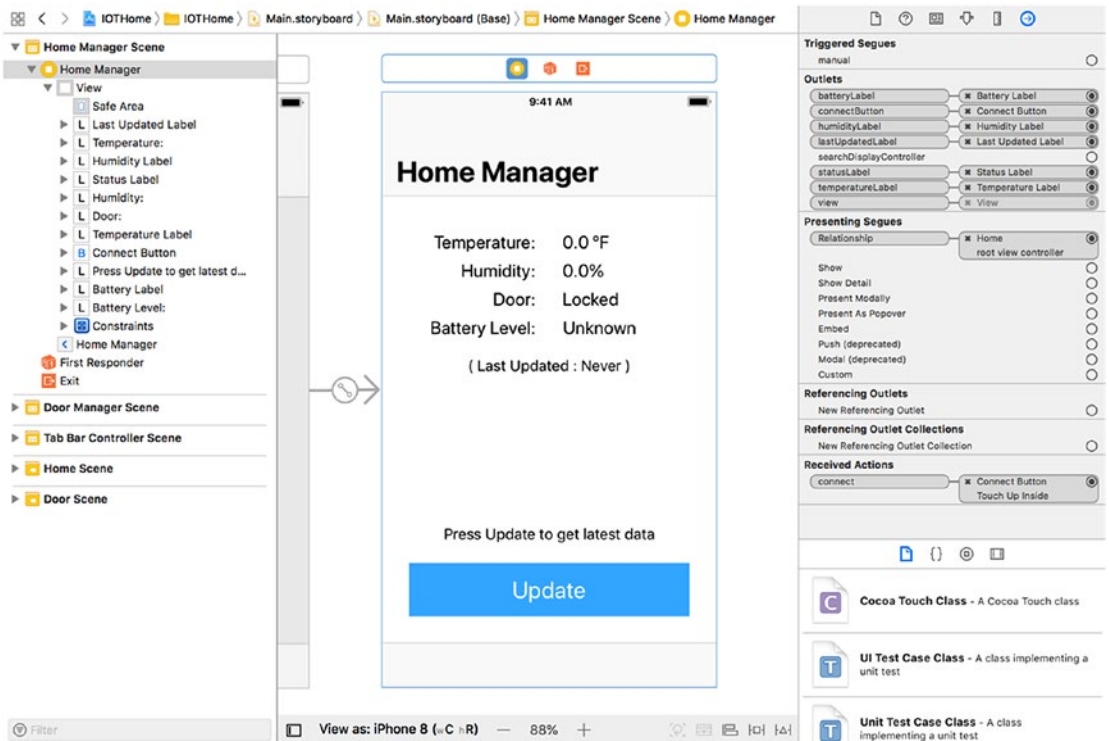 IOTHome
IOTHome
Main.storyboard
Main.storyboard (Base)
Home Manager Scene
Home Manager
Home Manager Scene
Home Manager
View
Safe Area
L Last Updated Label
L Temperature:
L Humidity Label
L Status Label
L Humidity:
L Door:
L Temperature Label
B Connect Button
L Press Update to get latest d...
L Battery Label
L Battery Level:
Constraints
Home Manager
First Responder
Exit
Door Manager Scene
Tab Bar Controller Scene
Home Scene
Door Scene
Filter
9:41 AM
Home Manager
Temperature: 0.0 °F
Humidity: 0.0%
Door: Locked
Battery Level: Unknown
( Last Updated : Never )
Press Update to get latest data
Update
View as: iPhone 8 (wC hR) — 88% +
Triggered Segues
manual
Outlets
batteryLabel Battery Label
connectButton Connect Button
humidityLabel Humidity Label
lastUpdatedLabel Last Updated Label
searchDisplayController
statusLabel Status Label
temperatureLabel Temperature Label
view View
Presenting Segues
Relationship Home
root view controller
Show
Show Detail
Present Modally
Present As Popover
Embed
Push (deprecated)
Modal (deprecated)
Custom
Referencing Outlets
New Referencing Outlet
Referencing Outlet Collections
New Referencing Outlet Collection
Received Actions
connect Connect Button
Touch Up Inside
{}
C
Cocoa Touch Class - A Cocoa Touch class
T
UI Test Case Class - A class implementing a
unit test
T
Unit Test Case Class - A class
implementing a unit test